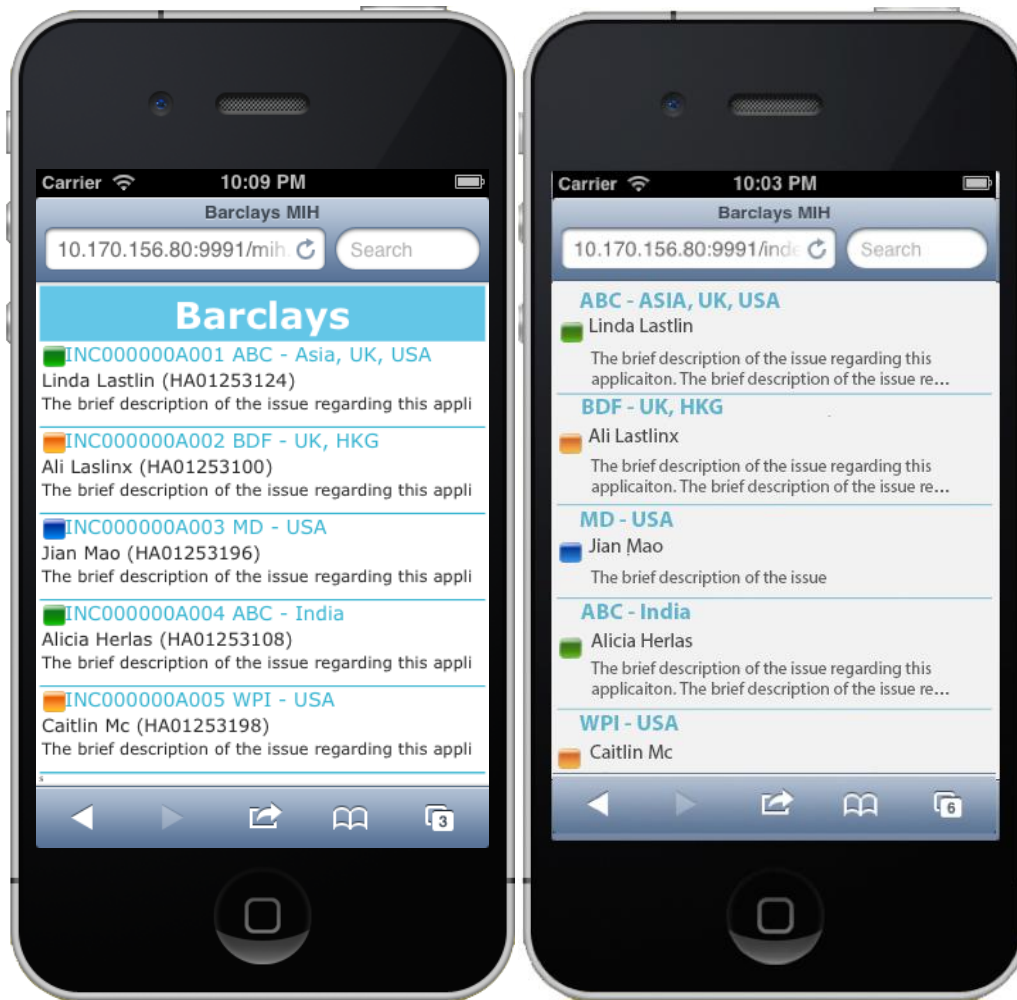 Carrier 10:09 PM
Barclays MIH
10.170.156.80:9991/mih. Search
Barclays
INC000000A001 ABC - Asia, UK, USA
Linda Lastlin (HA01253124)
The brief description of the issue regarding this appli
INC000000A002 BDF - UK, HKG
Ali Laslinx (HA01253100)
The brief description of the issue regarding this appli
INC000000A003 MD - USA
Jian Mao (HA01253196)
The brief description of the issue regarding this appli
INC000000A004 ABC - India
Alicia Herlas (HA01253108)
The brief description of the issue regarding this appli
INC000000A005 WPI - USA
Caitlin Mc (HA01253198)
The brief description of the issue regarding this appli
s
3
Carrier 10:03 PM
Barclays MIH
10.170.156.80:9991/inde Search
ABC - ASIA, UK, USA
Linda Lastlin
The brief description of the issue regarding this
applicaiton. The brief description of the issue re...
BDF - UK, HKG
Ali Lastlinx
The brief description of the issue regarding this
applicaiton. The brief description of the issue re...
MD - USA
Jian Mao
The brief description of the issue
ABC - India
Alicia Herlas
The brief description of the issue regarding this
applicaiton. The brief description of the issue re...
WPI - USA
Caitlin Mc
6